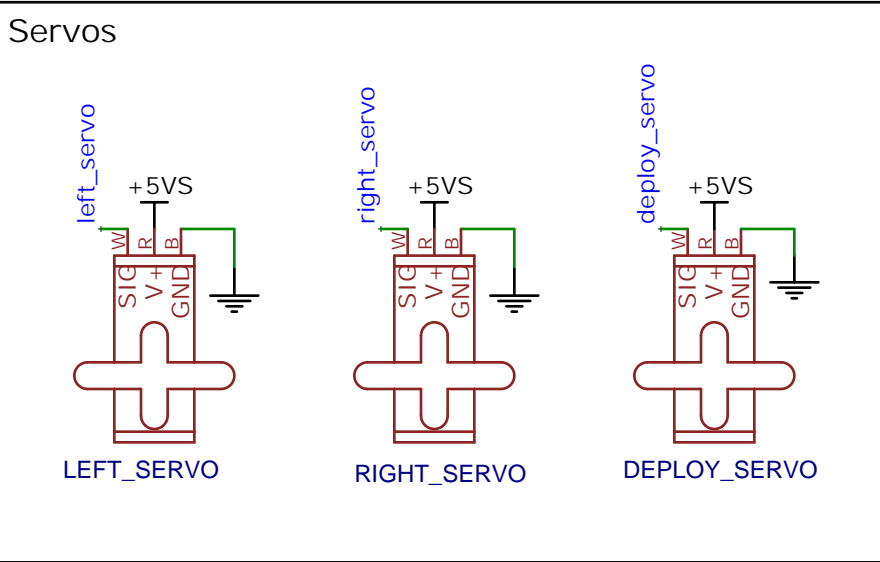 Servos
left_servo
right_servo
deploy_servo
+5VS
+5VS
+5VS
W R B
W R B
W R B
SIG V+ GND
SIG V+ GND
SIG V+ GND
LEFT_SERVO
RIGHT_SERVO
DEPLOY_SERVO